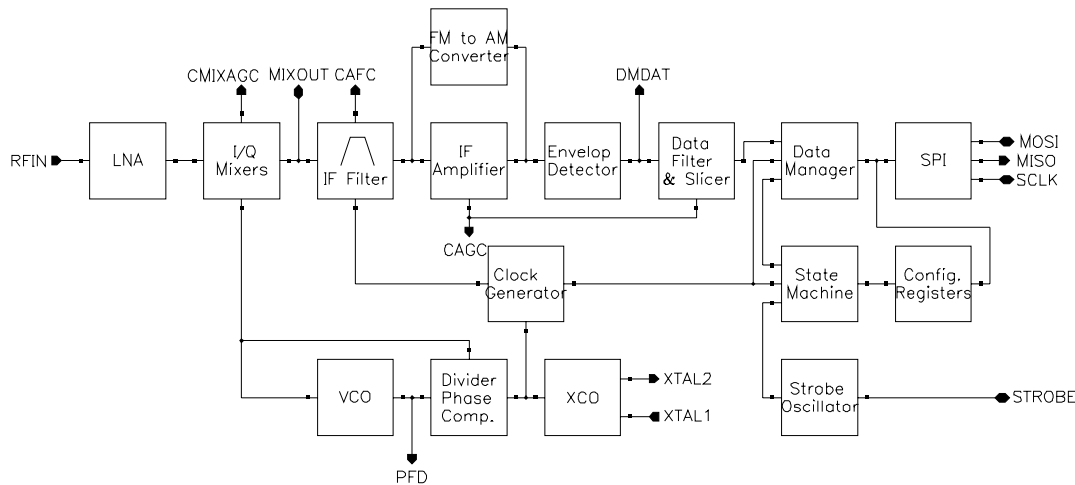 FM to AM
Converter
CMIXAGC
MIXOUT
CAFC
DMDAT
RFIN
LNA
I/Q
Mixers
IF Filter
IF
Amplifier
Envelop
Detector
Data
Filter
& Slicer
Data
Manager
SPI
MOSI
MISO
SCLK
CAGC
Clock
Generator
State
Machine
Config.
Registers
VCO
Divider
Phase
Comp.
XCO
XTAL2
XTAL1
Strobe
Oscillator
STROBE
PFD